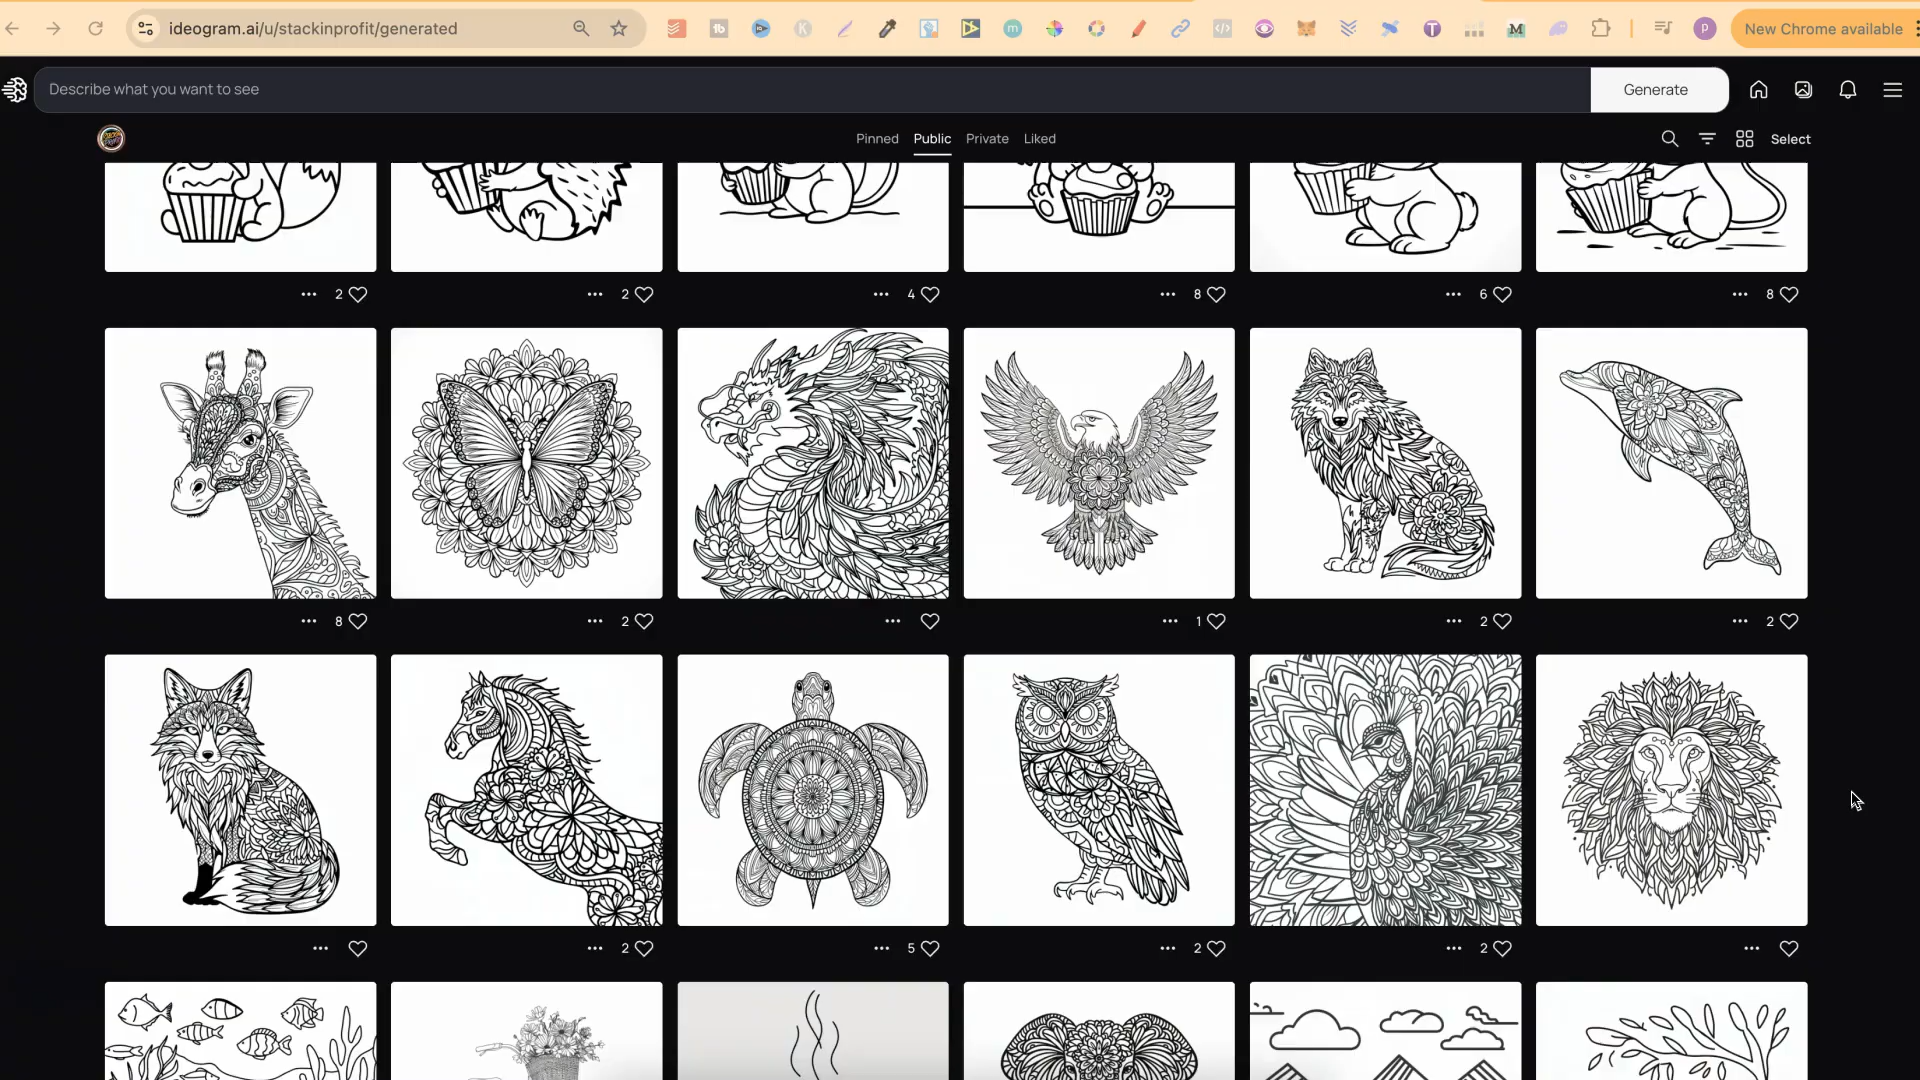 ideogram.ai/u/stackinprofit/generated
New Chrome available
Describe what you want to see
Generate
Pinned Public Private Liked
Select
2 2 4 8 6 8
8 2 1 2 2
2 5 2 2